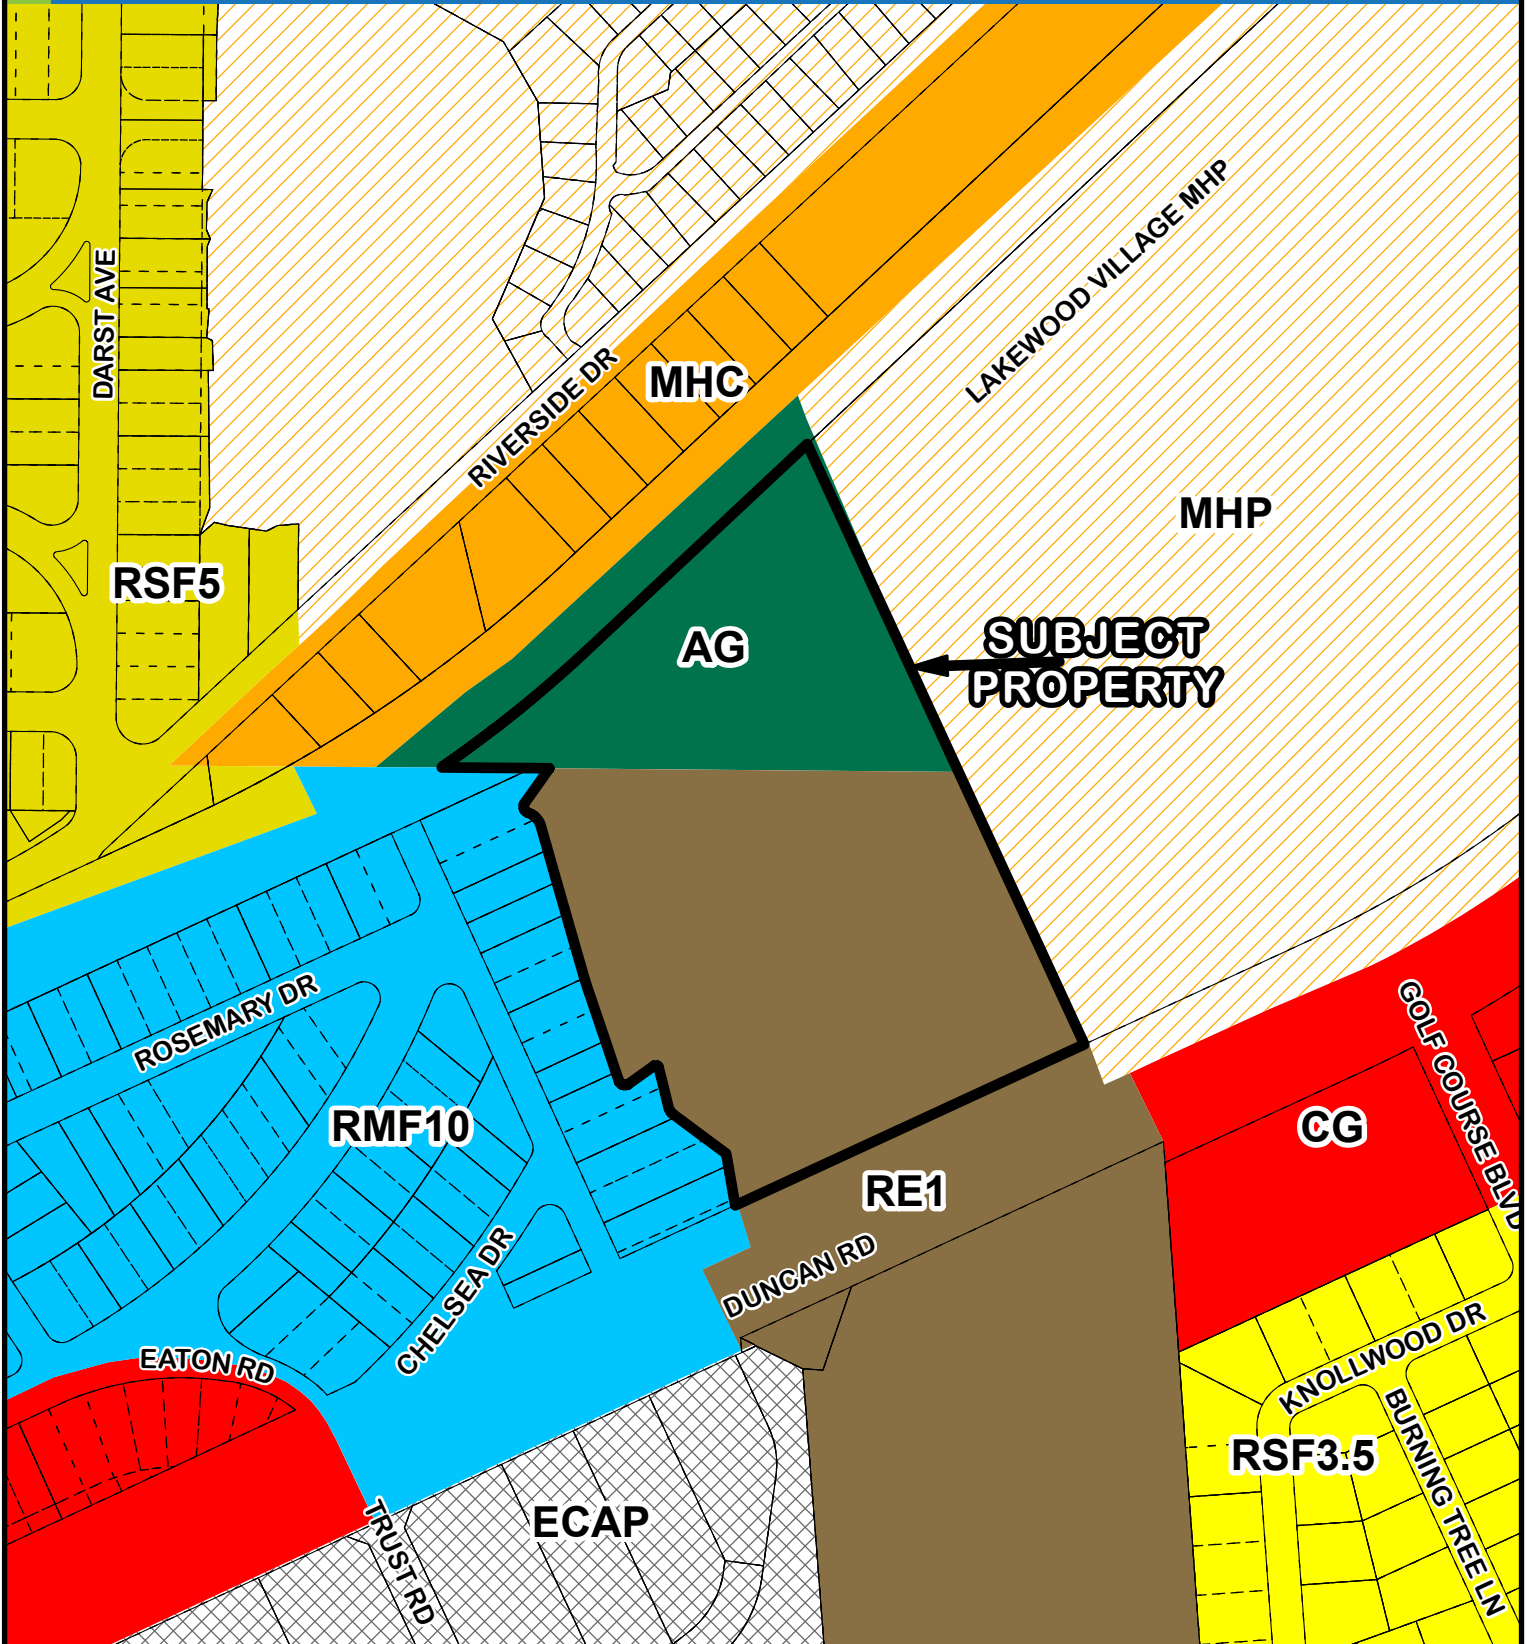 LAKEWOOD VILLAGE MHP
DARST AVE
RIVERSIDE DR
MHC
MHP
RSF5
AG
SUBJECT
PROPERTY
ROSEMARY DR
GOLF COURSE BLVD
RMF10
CG
RE1
DUNCAN RD
CHELSEA DR
EATON RD
KNOLLWOOD DR
RSF3.5
BURNING TREE LN
ECAP
TRUST RD